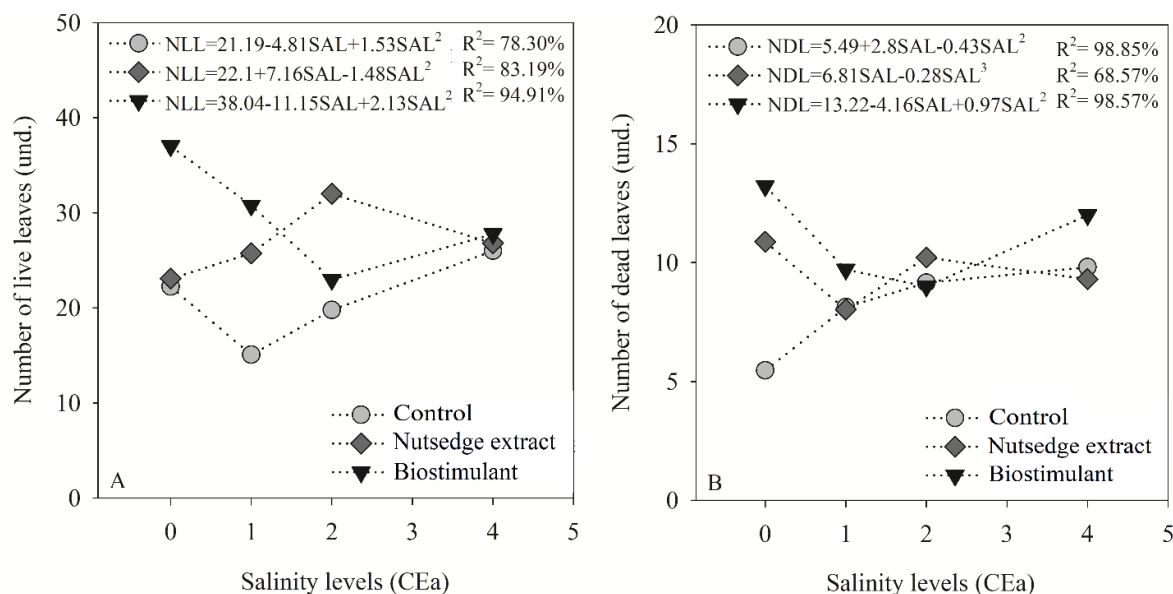 50
40
30
20
10
0
Number of live leaves (und.)
NLL=21.19-4.81SAL+1.53SAL² R²= 78.30%
NLL=22.1+7.16SAL-1.48SAL² R²= 83.19%
NLL=38.04-11.15SAL+2.13SAL² R²= 94.91%
Control
Nutsedge extract
Biostimulant
A
0 1 2 4 5
Salinity levels (CEa)
20
15
10
5
0
Number of dead leaves (und.)
NDL=5.49+2.8SAL-0.43SAL² R²= 98.85%
NDL=6.81SAL-0.28SAL³ R²= 68.57%
NDL=13.22-4.16SAL+0.97SAL² R²= 98.57%
Control
Nutsedge extract
Biostimulant
B
0 1 2 4 5
Salinity levels (CEa)